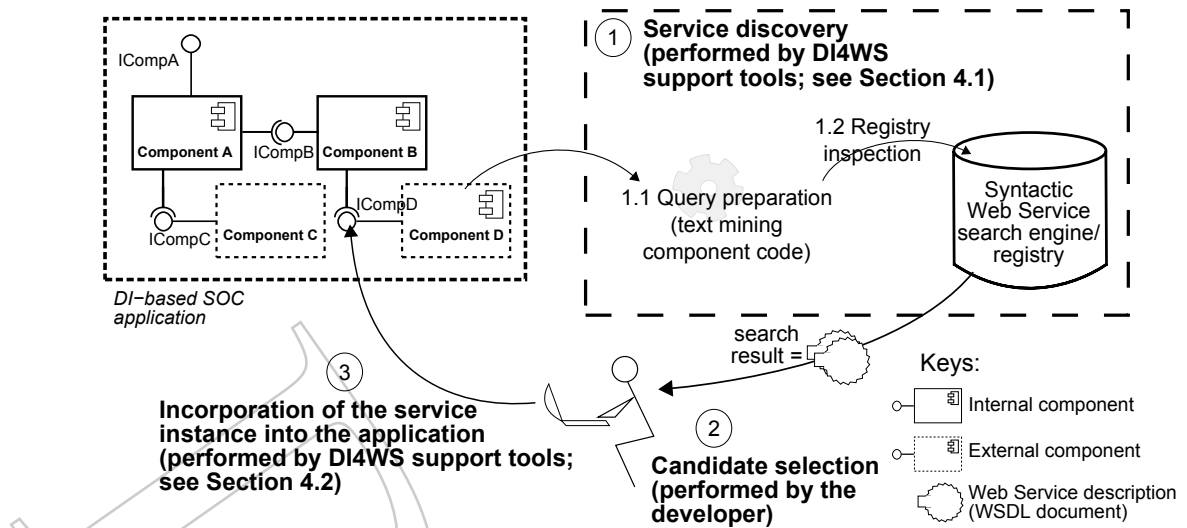 ICompA
Component A
ICompB
Component B
ICompC
Component C
ICompD
Component D
DI−based SOC
application
1
Service discovery
(performed by DI4WS
support tools; see Section 4.1)
1.1 Query preparation
(text mining
component code)
1.2 Registry
inspection
Syntactic
Web Service
search engine/
registry
search
result =
2
Candidate selection
(performed by the
developer)
3
Incorporation of the service
instance into the application
(performed by DI4WS support tools;
see Section 4.2)
Keys:
Internal component
External component
Web Service description
(WSDL document)